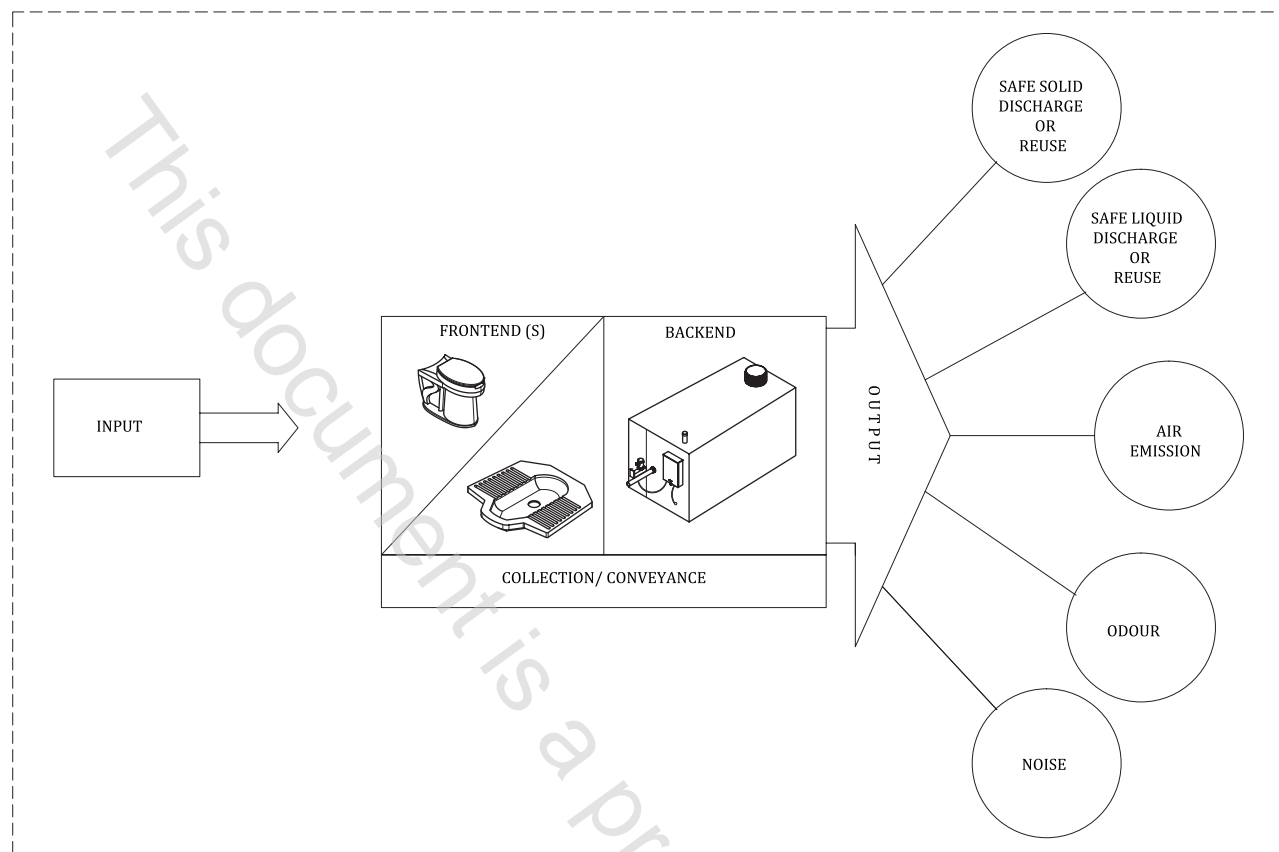 INPUT
FRONTEND (S)
BACKEND
COLLECTION/ CONVEYANCE
OUTPUT
SAFE SOLID
DISCHARGE
OR
REUSE
SAFE LIQUID
DISCHARGE
OR
REUSE
AIR
EMISSION
ODOUR
NOISE
This document is a pr